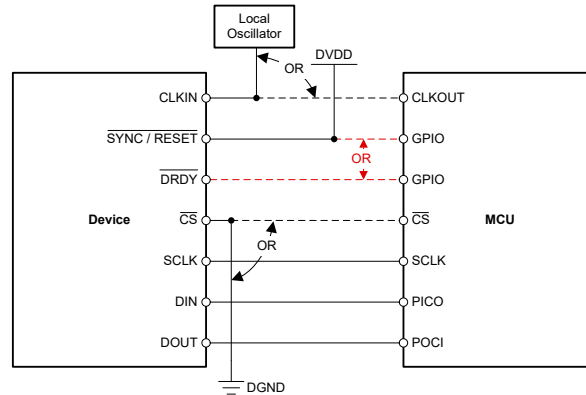 Local
Oscillator
DVDD
OR
CLKIN
CLKOUT
SYNC / RESET
GPIO
OR
DRDY
GPIO
Device
CS
CS
MCU
OR
SCLK
SCLK
DIN
PICO
DOUT
POCI
DGND